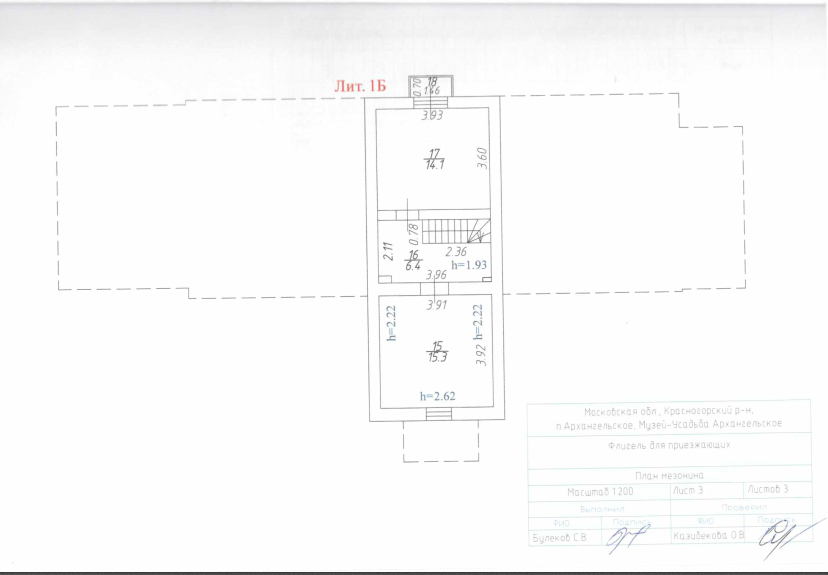 Лит. 1Б
0.70
18
1.46
3.93
17
14.1
3.60
2.11
0.78
16
6.4
2.36
h=1.93
3.96
3.91
h=2.22
h=2.22
15
15.3
3.92
h=2.62
Московская обл., Красногорский р-н,
п.Архангельское. Музей-Усадьба Архангельское
Флигель для приезжающих
План мезонина
Масштаб 1:200 Лист 3 Листов 3
Выполнил Проверил
ФИО Подпись ФИО Подпись
Булеков С.В. Казидекова О.В.